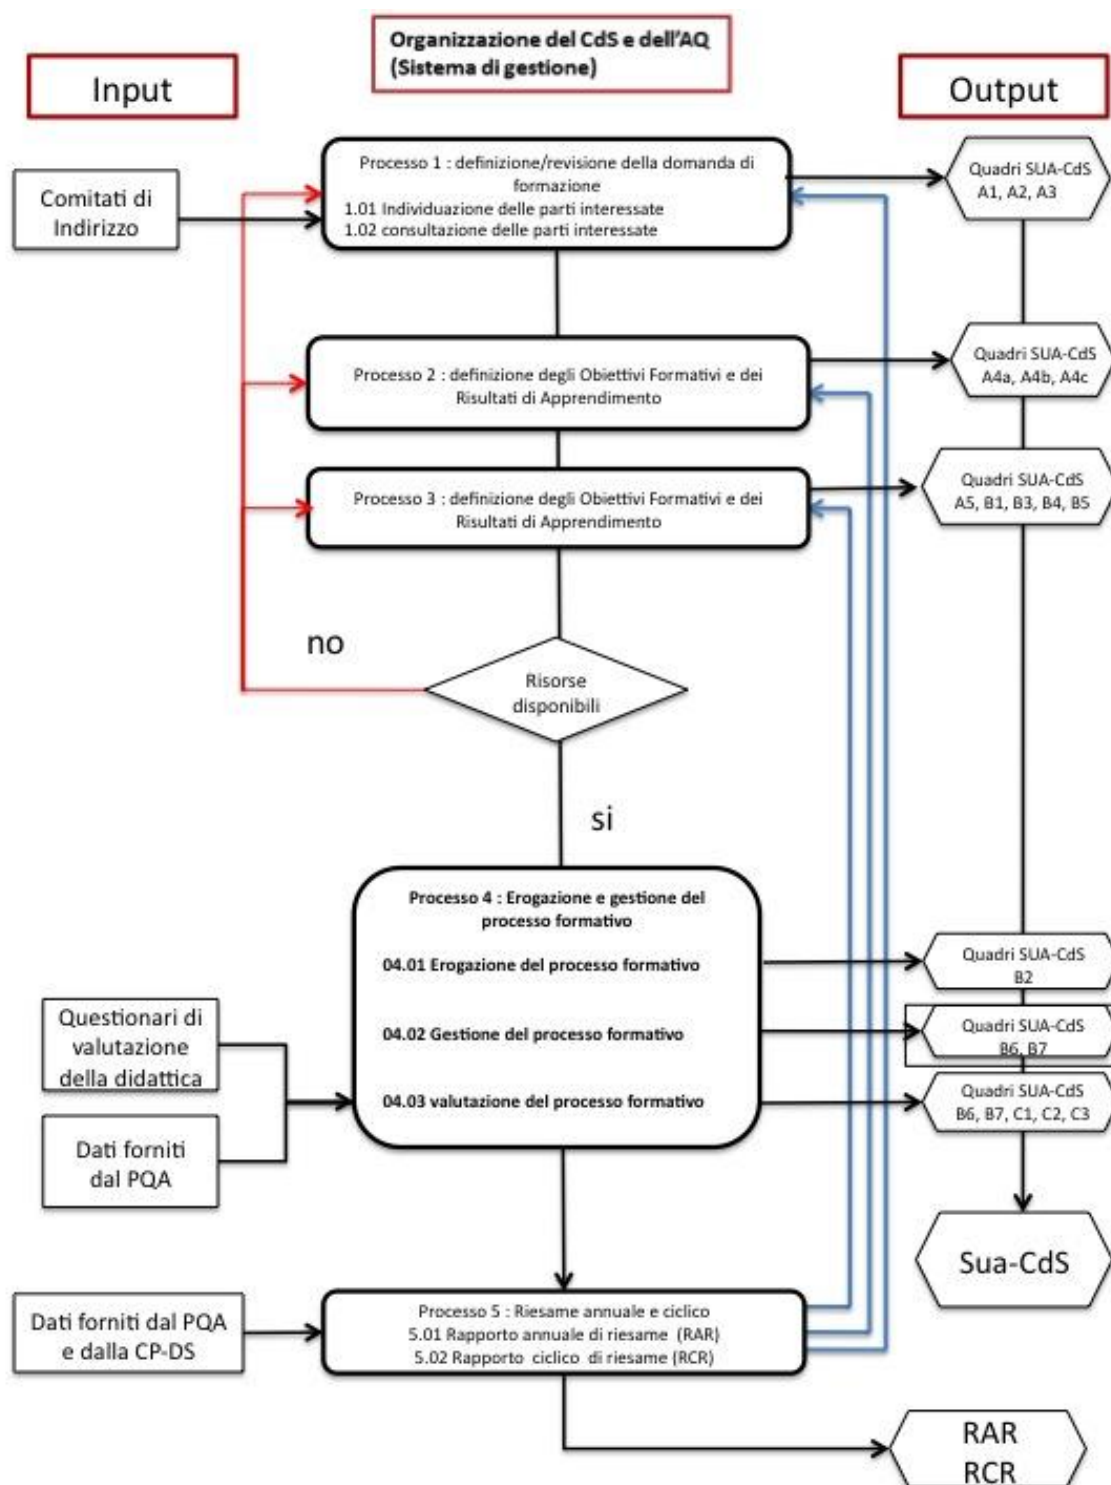 Organizzazione del CdS e dell'AQ
(Sistema di gestione)
Input
Output
Processo 1 : definizione/revisione della domanda di
formazione
1.01 Individuazione delle parti interessate
1.02 consultazione delle parti interessate
Comitati di
Indirizzo
Quadri SUA-CdS
A1, A2, A3
Processo 2 : definizione degli Obiettivi Formativi e dei
Risultati di Apprendimento
Quadri SUA-CdS
A4a, A4b, A4c
Processo 3 : definizione degli Obiettivi Formativi e dei
Risultati di Apprendimento
Quadri SUA-CdS
A5, B1, B3, B4, B5
no
Risorse
disponibili
si
Processo 4 : Erogazione e gestione del
processo formativo
04.01 Erogazione del processo formativo
04.02 Gestione del processo formativo
04.03 valutazione del processo formativo
Quadri SUA-CdS
B2
Quadri SUA-CdS
B6, B7
Quadri SUA-CdS
B6, B7, C1, C2, C3
Questionari di
valutazione
della didattica
Dati forniti
dal PQA
Sua-CdS
Dati forniti dal PQA
e dalla CP-DS
Processo 5 : Riesame annuale e ciclico
5.01 Rapporto annuale di riesame (RAR)
5.02 Rapporto ciclico di riesame (RCR)
RAR
RCR